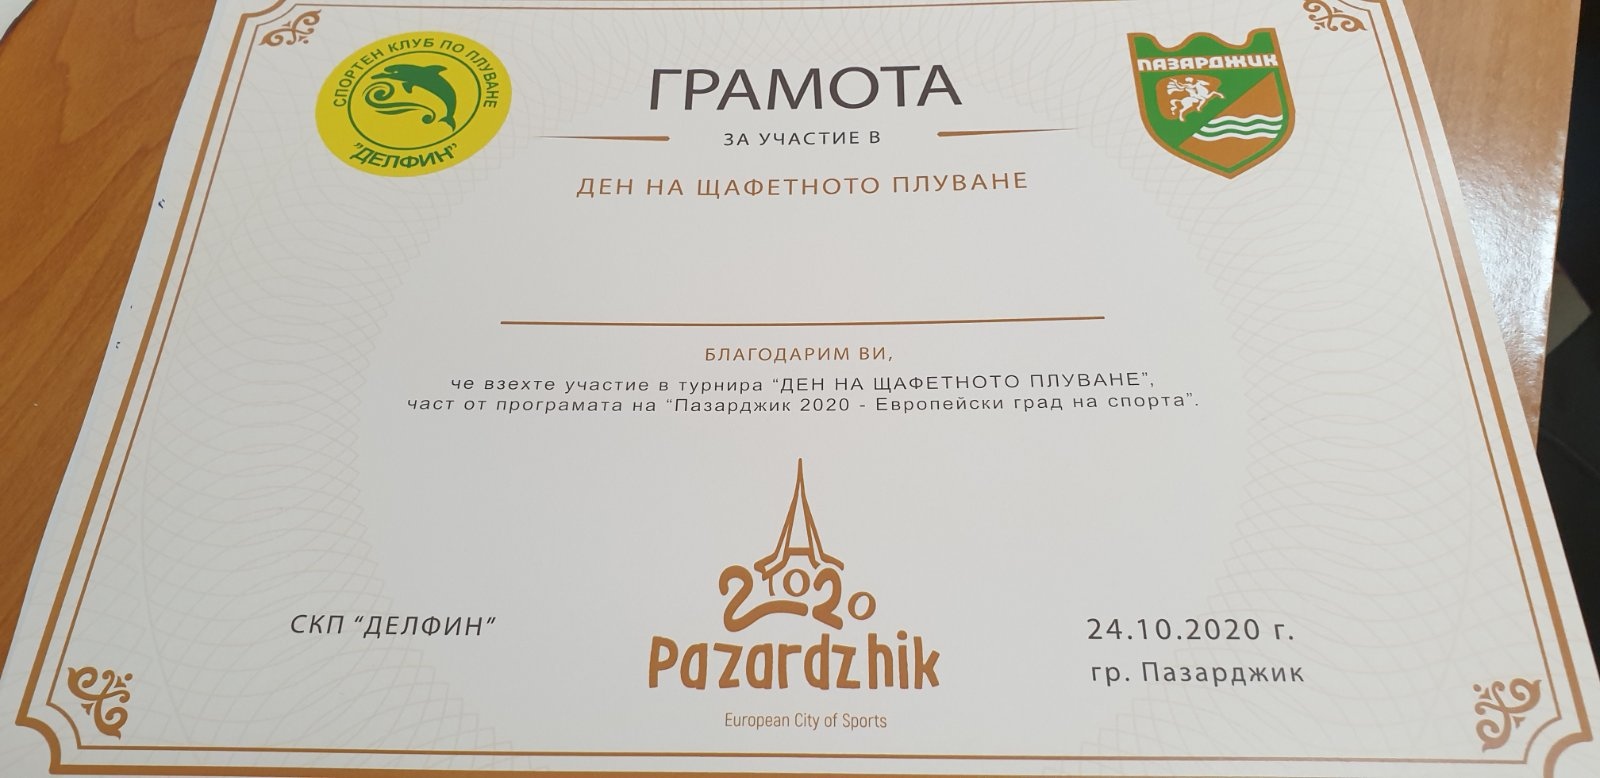 СПОРТЕН КЛУБ ПО ПЛУВАНЕ
"ДЕЛФИН"
ПАЗАРДЖИК
ГРАМОТА
ЗА УЧАСТИЕ В
ДЕН НА ЩАФЕТНОТО ПЛУВАНЕ
БЛАГОДАРИМ ВИ,
че взехте участие в турнира “ДЕН НА ЩАФЕТНОТО ПЛУВАНЕ”,
част от програмата на “Пазарджик 2020 - Европейски град на спорта”.
2020
Pazardzhik
European City of Sports
СКП “ДЕЛФИН”
24.10.2020 г.
гр. Пазарджик